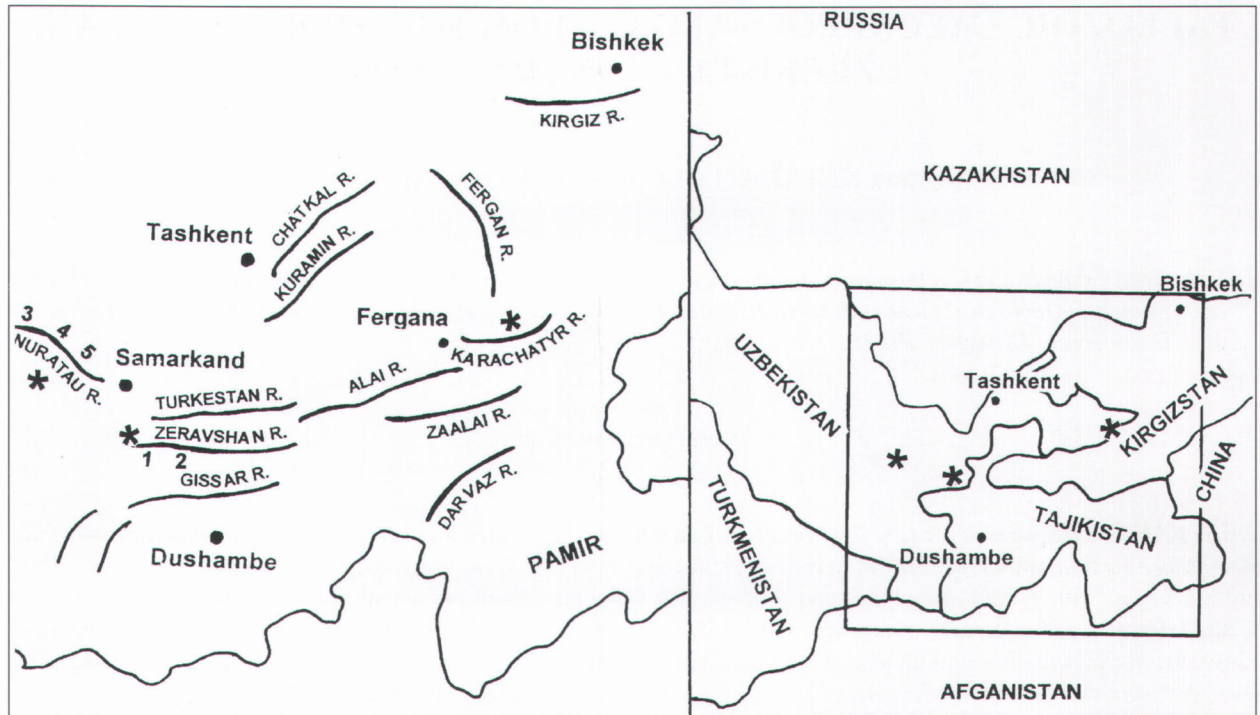 Bishkek
KIRGIZ R.
CHATKAL R.
FERGAN R.
Tashkent
KURAMIN R.
Fergana
KARACHATYR R.
3
4
5
NURATAU R.
Samarkand
ALAI R.
TURKESTAN R.
ZAALAI R.
ZERAVSHAN R.
1 2
GISSAR R.
DARVAZ R.
Dushambe
PAMIR
RUSSIA
KAZAKHSTAN
Bishkek
UZBEKISTAN
Tashkent
KIRGIZSTAN
CHINA
TURKMENISTAN
TAJIKISTAN
Dushambe
AFGANISTAN